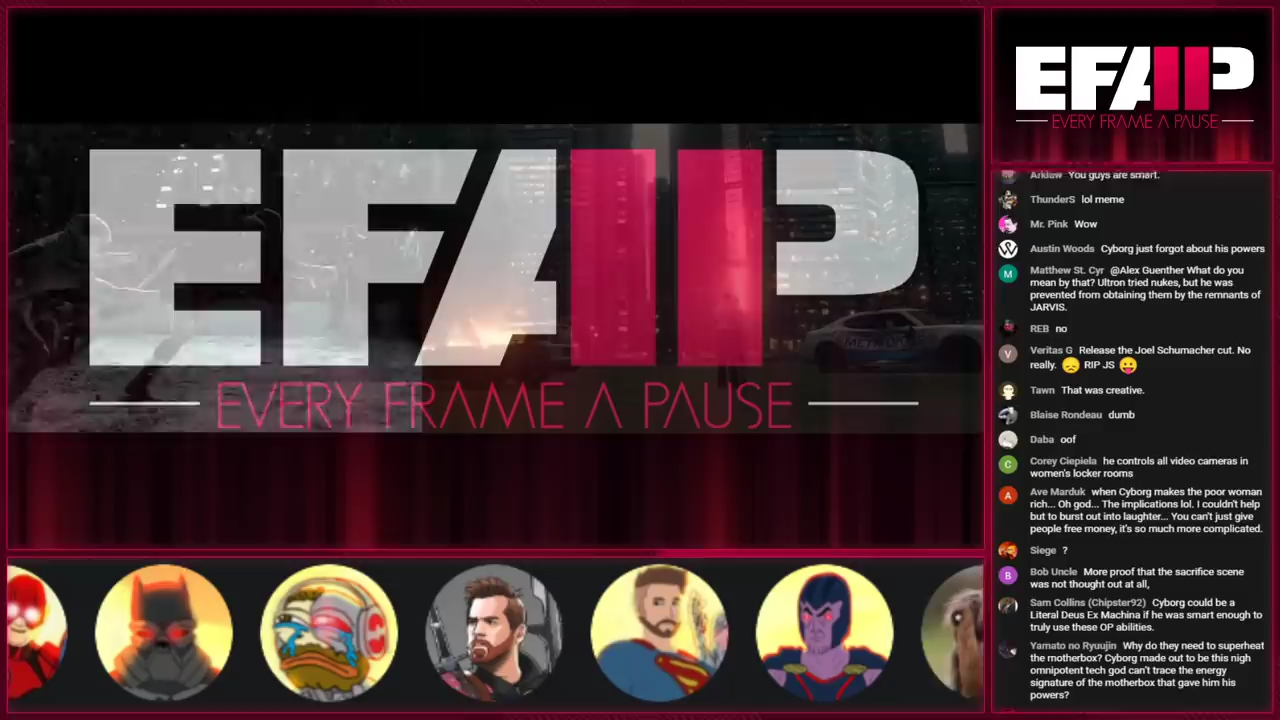 EFAIIP
EVERY FRAME A PAUSE
METROPOLIS
EFAIIP
EVERY FRAME A PAUSE
Arklew You guys are smart.
ThunderS lol meme
Mr. Pink Wow
Austin Woods Cyborg just forgot about his powers
Matthew St. Cyr @Alex Guenther What do you
mean by that? Ultron tried nukes, but he was
prevented from obtaining them by the remnants of
JARVIS.
REB no
Veritas G Release the Joel Schumacher cut. No
really. 😞 RIP JS 😛
Tawn That was creative.
Blaise Rondeau dumb
Daba oof
Corey Ciepiela he controls all video cameras in
women's locker rooms
Ave Marduk when Cyborg makes the poor woman
rich... Oh god... The implications lol. I couldn't help
but to burst out into laughter... You can't just give
people free money, it's so much more complicated.
Siege ?
Bob Uncle More proof that the sacrifice scene
was not thought out at all,
Sam Collins (Chipster92) Cyborg could be a
Literal Deus Ex Machina if he was smart enough to
truly use these OP abilities.
Yamato no Ryuujin Why do they need to superheat
the motherbox? Cyborg made out to be this nigh
omnipotent tech god can't trace the energy
signature of the motherbox that gave him his
powers?